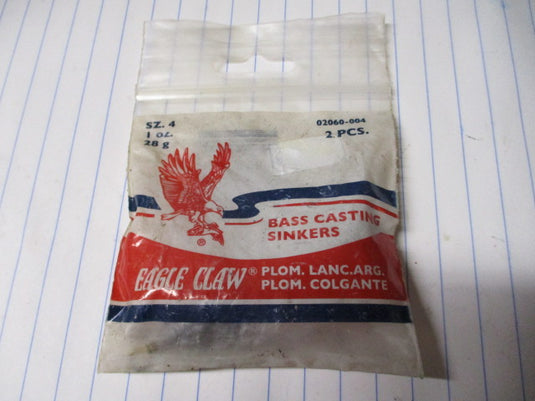 SZ. 4
1 oz.
28 g
02060-004
2 PCS.
BASS CASTING
SINKERS
®
EAGLE CLAW® PLOM. LANC.ARG.
PLOM. COLGANTE